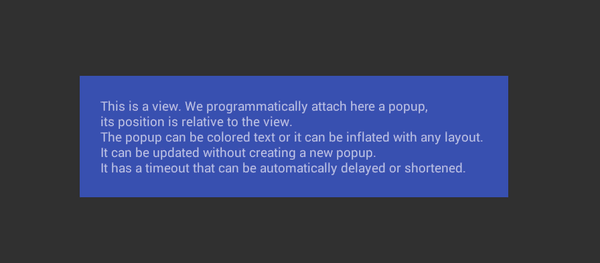 This is a view. We programmatically attach here a popup,
its position is relative to the view.
The popup can be colored text or it can be inflated with any layout.
It can be updated without creating a new popup.
It has a timeout that can be automatically delayed or shortened.